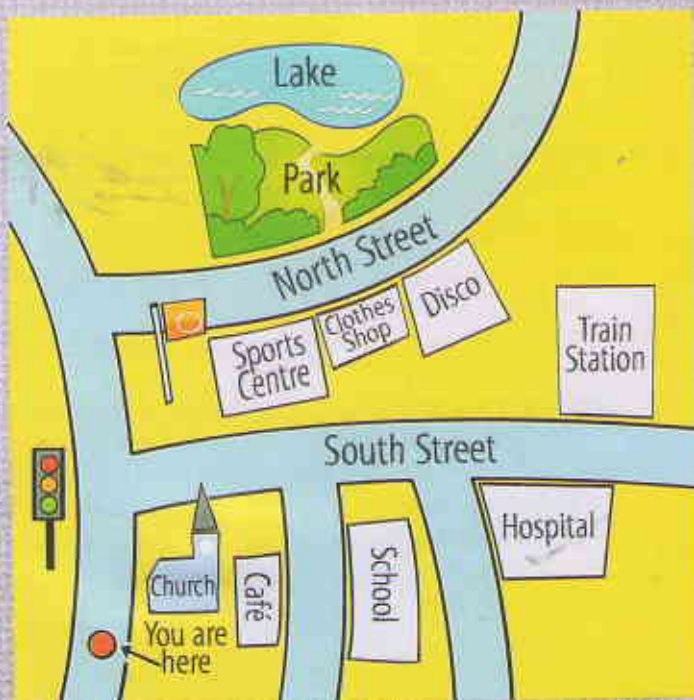 Lake
Park
North Street
Sports
Centre
Clothes
Shop
Disco
Train
Station
South Street
Church
Café
School
Hospital
You are
here